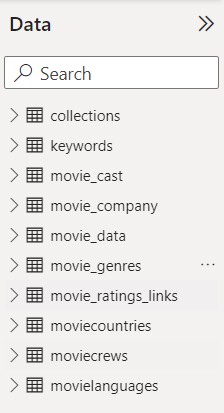 Data
Search
collections
keywords
movie_cast
movie_company
movie_data
movie_genres
movie_ratings_links
moviecountries
moviecrews
movielanguages